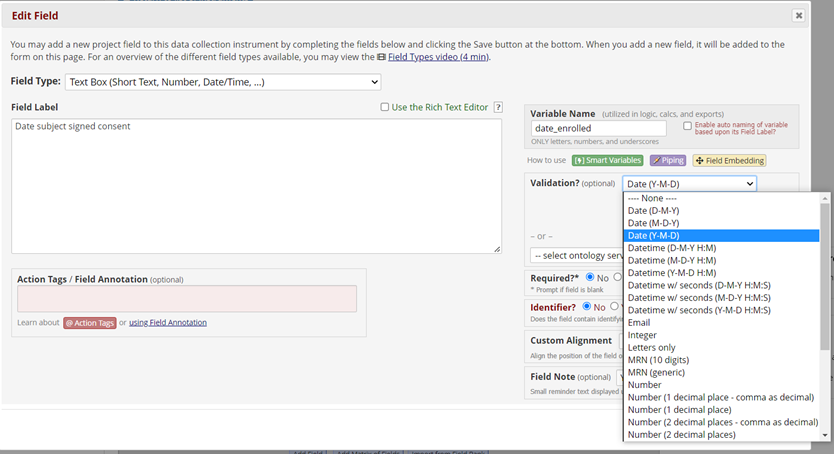 Edit Field
You may add a new project field to this data collection instrument by completing the fields below and clicking the Save button at the bottom. When you add a new field, it will be added to the
form on this page. For an overview of the different field types available, you may view the Field Types video (4 min).
Field Type: Text Box (Short Text, Number, Date/Time, ...)
Field Label
Use the Rich Text Editor ?
Date subject signed consent
Action Tags / Field Annotation (optional)
Learn about @ Action Tags or using Field Annotation
Variable Name (utilized in logic, calcs, and exports)
date_enrolled
Enable auto naming of variable
based upon its Field Label?
ONLY letters, numbers, and underscores
How to use Smart Variables Piping Field Embedding
Validation? (optional) Date (Y-M-D)
---- None ----
Date (D-M-Y)
Date (M-D-Y)
Date (Y-M-D)
Datetime (D-M-Y H:M)
Datetime (M-D-Y H:M)
Datetime (Y-M-D H:M)
Datetime w/ seconds (D-M-Y H:M:S)
Datetime w/ seconds (M-D-Y H:M:S)
Datetime w/ seconds (Y-M-D H:M:S)
Email
Integer
Letters only
MRN (10 digits)
MRN (generic)
Number
Number (1 decimal place - comma as decimal)
Number (1 decimal place)
Number (2 decimal places - comma as decimal)
Number (2 decimal places)
– or –
-- select ontology serv
Required?* No
* Prompt if field is blank
Identifier? No
Does the field contain identifyin
Custom Alignment
Align the position of the field o
Field Note (optional)
Small reminder text displayed